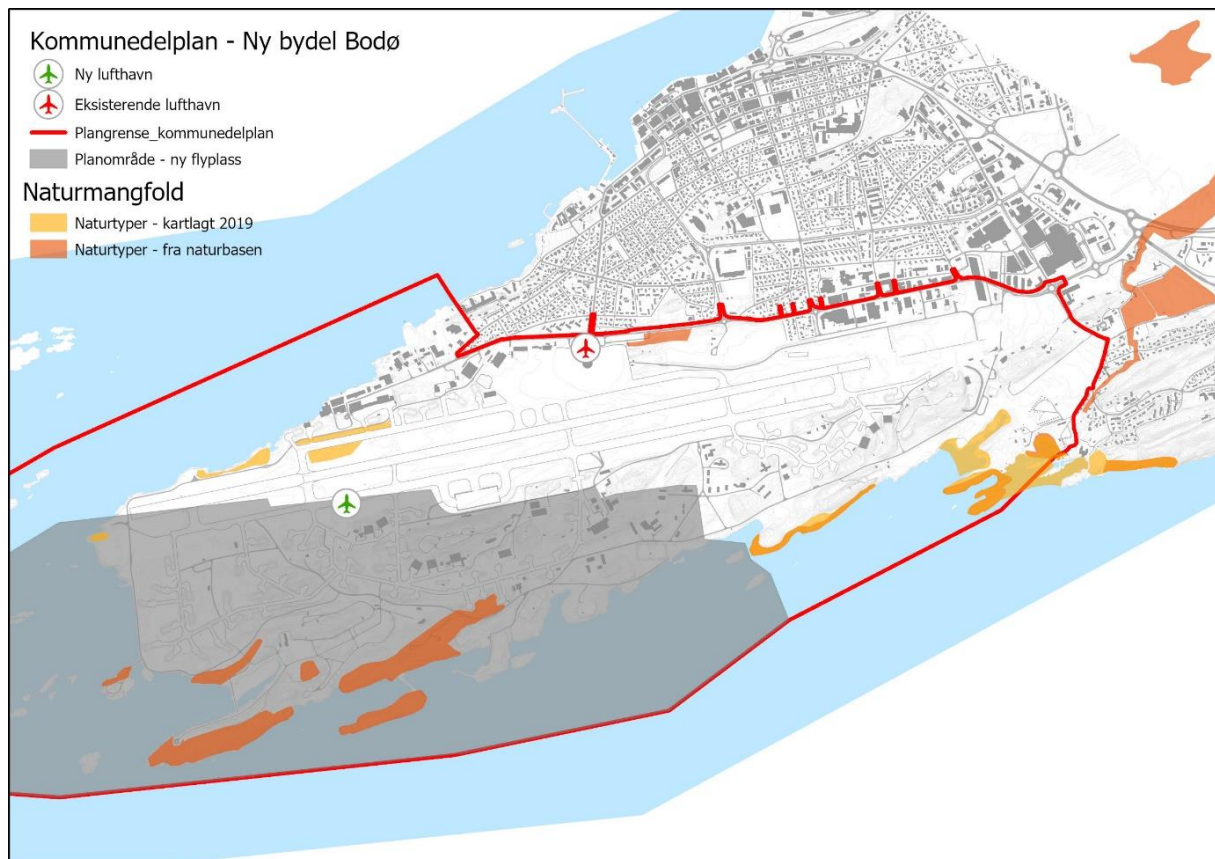 Kommunedelplan - Ny bydel Bodø
Ny lufthavn
Eksisterende lufthavn
Plangrense_kommunedelplan
Planområde - ny flyplass
Naturmangfold
Naturtyper - kartlagt 2019
Naturtyper - fra naturbasen